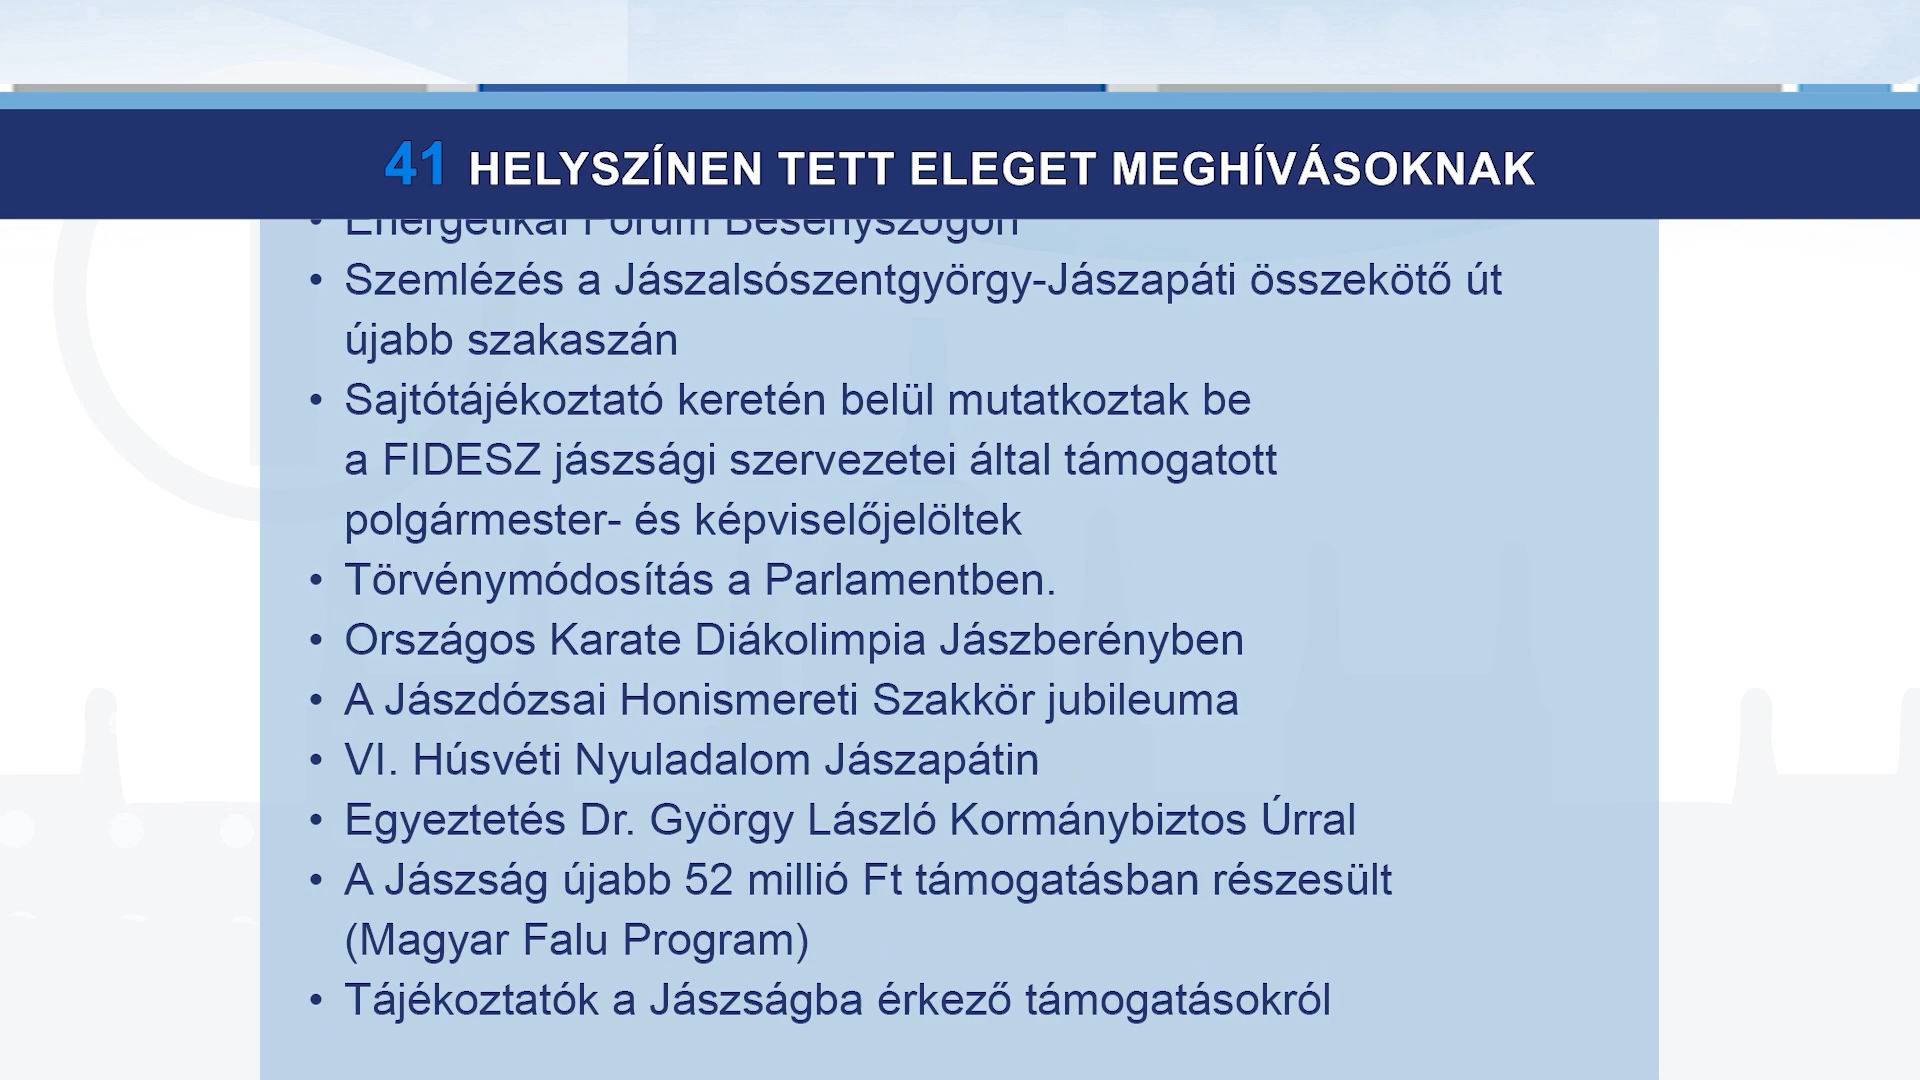 41 HELYSZÍNEN TETT ELEGET MEGHÍVÁSOKNAK
• Energetikai Fórum Besenyszögön
• Szemlézés a Jászalsószentgyörgy-Jászapáti összekötő út
újabb szakaszán
• Sajtótájékoztató keretén belül mutatkoztak be
a FIDESZ jászsági szervezetei által támogatott
polgármester- és képviselőjelöltek
• Törvénymódosítás a Parlamentben.
• Országos Karate Diákolimpia Jászberényben
• A Jászdózsai Honismereti Szakkör jubileuma
• VI. Húsvéti Nyuladalom Jászapátin
• Egyeztetés Dr. György László Kormánybiztos Úrral
• A Jászság újabb 52 millió Ft támogatásban részesült
(Magyar Falu Program)
• Tájékoztatók a Jászságba érkező támogatásokról